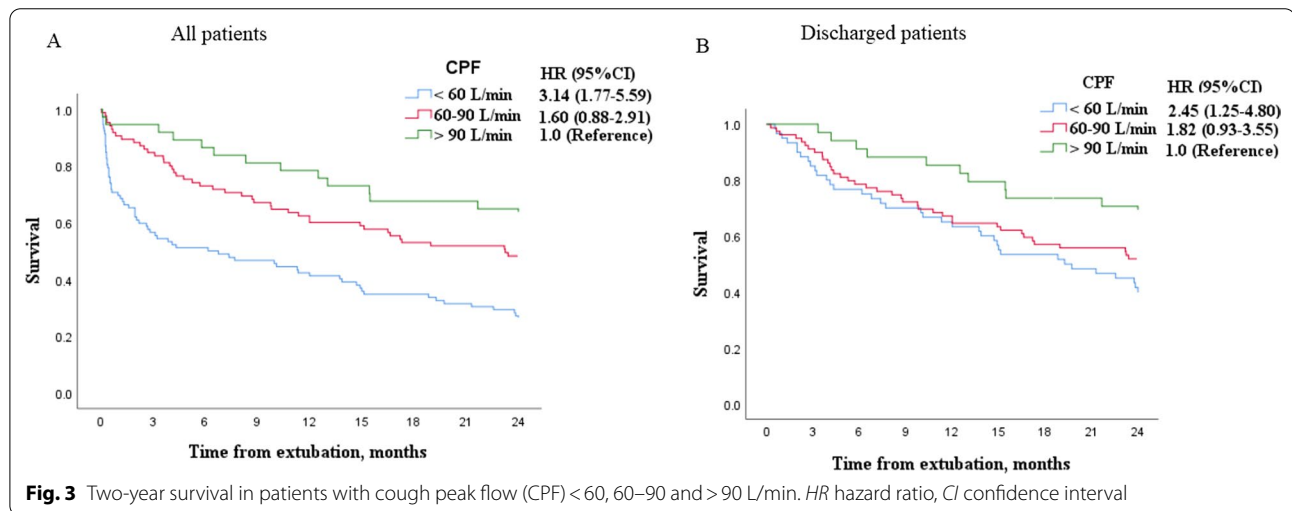 A All patients
CPF HR (95%CI)
< 60 L/min 3.14 (1.77-5.59)
60-90 L/min 1.60 (0.88-2.91)
> 90 L/min 1.0 (Reference)
Survival
1.0
0.8
0.6
0.4
0.2
0.0
0 3 6 9 12 15 18 21 24
Time from extubation, months
B Discharged patients
CPF HR (95%CI)
< 60 L/min 2.45 (1.25-4.80)
60-90 L/min 1.82 (0.93-3.55)
> 90 L/min 1.0 (Reference)
Survival
1.0
0.8
0.6
0.4
0.2
0.0
0 3 6 9 12 15 18 21 24
Time from extubation, months
Fig. 3 Two-year survival in patients with cough peak flow (CPF) < 60, 60–90 and > 90 L/min. HR hazard ratio, CI confidence interval